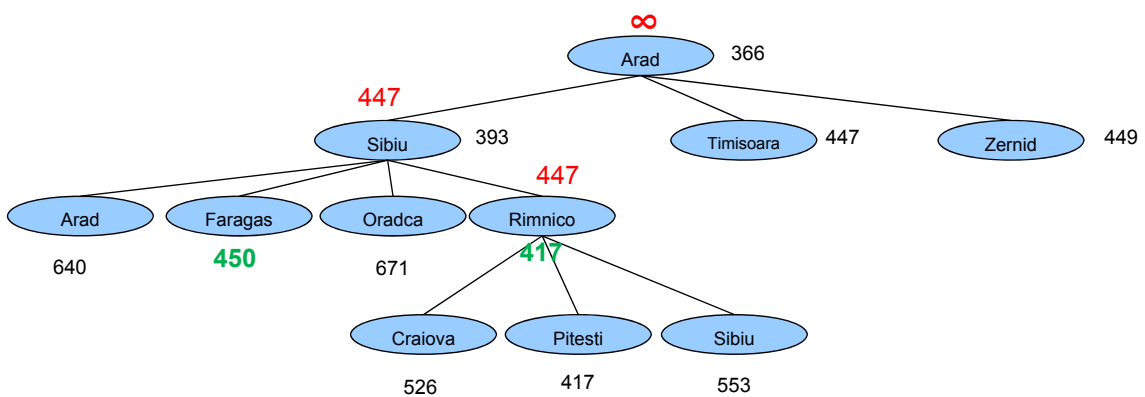 ∞
Arad 366
447
Sibiu 393 Timisoara 447 Zernid 449
447
Arad Faragas Oradca Rimnico
640 450 671 417
Craiova Pitesti Sibiu
526 417 553